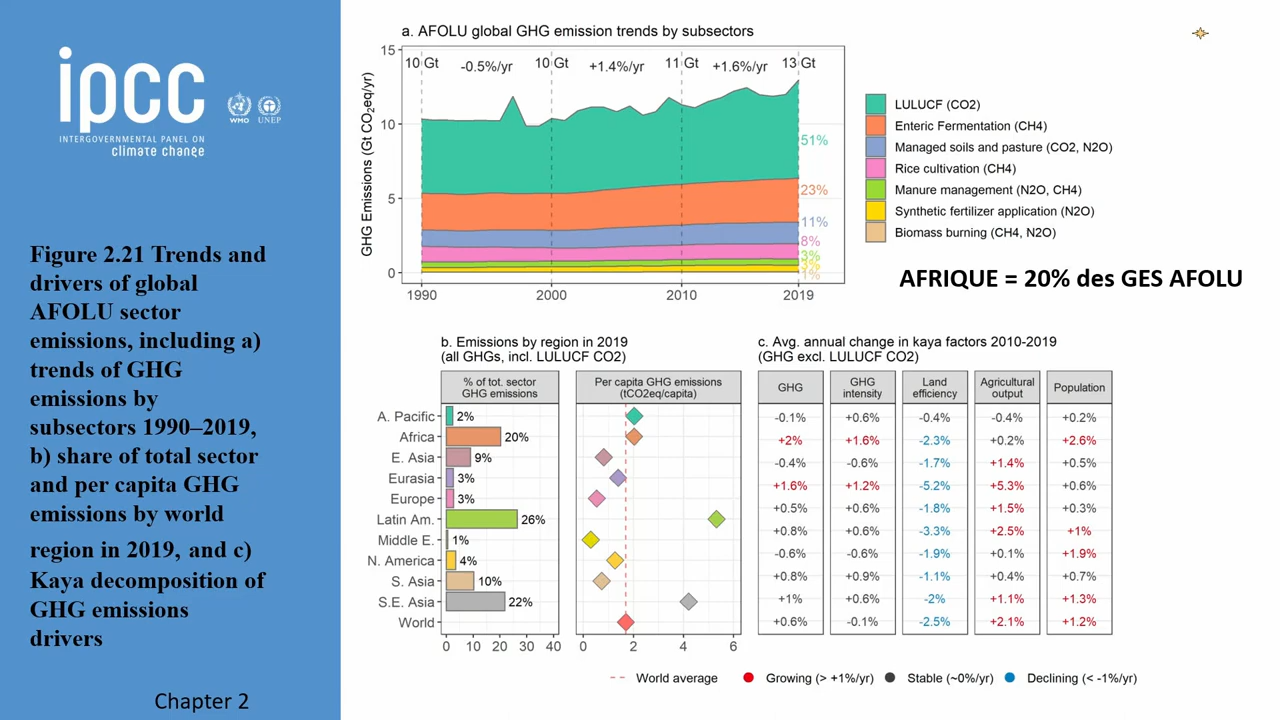 ipcc
INTERGOVERNMENTAL PANEL ON
climate change
WMO
UNEP
Figure 2.21 Trends and
drivers of global
AFOLU sector
emissions, including a)
trends of GHG
emissions by
subsectors 1990–2019,
b) share of total sector
and per capita GHG
emissions by world
region in 2019, and c)
Kaya decomposition of
GHG emissions
drivers
Chapter 2
a. AFOLU global GHG emission trends by subsectors
GHG Emissions (Gt CO₂eq/yr)
15
10
5
0
10 Gt -0.5%/yr 10 Gt +1.4%/yr 11 Gt +1.6%/yr 13 Gt
51%
23%
11%
8%
3%
1%
1990 2000 2010 2019
LULUCF (CO2)
Enteric Fermentation (CH4)
Managed soils and pasture (CO2, N2O)
Rice cultivation (CH4)
Manure management (N2O, CH4)
Synthetic fertilizer application (N2O)
Biomass burning (CH4, N2O)
AFRIQUE = 20% des GES AFOLU
b. Emissions by region in 2019
(all GHGs, incl. LULUCF CO2)
% of tot. sector
GHG emissions
Per capita GHG emissions
(tCO2eq/capita)
A. Pacific 2%
Africa 20%
E. Asia 9%
Eurasia 3%
Europe 3%
Latin Am. 26%
Middle E. 1%
N. America 4%
S. Asia 10%
S.E. Asia 22%
World
0 10 20 30 40
0 2 4 6
c. Avg. annual change in kaya factors 2010-2019
(GHG excl. LULUCF CO2)
GHG
GHG
intensity
Land
efficiency
Agricultural
output
Population
-0.1% +0.6% -0.4% -0.4% +0.2%
+2% +1.6% -2.3% +0.2% +2.6%
-0.4% -0.6% -1.7% +1.4% +0.5%
+1.6% +1.2% -5.2% +5.3% +0.6%
+0.5% +0.6% -1.8% +1.5% +0.3%
+0.8% +0.6% -3.3% +2.5% +1%
-0.6% -0.6% -1.9% +0.1% +1.9%
+0.8% +0.9% -1.1% +0.4% +0.7%
+1% +0.6% -2% +1.1% +1.3%
+0.6% -0.1% -2.5% +2.1% +1.2%
World average
Growing (> +1%/yr)
Stable (~0%/yr)
Declining (< -1%/yr)